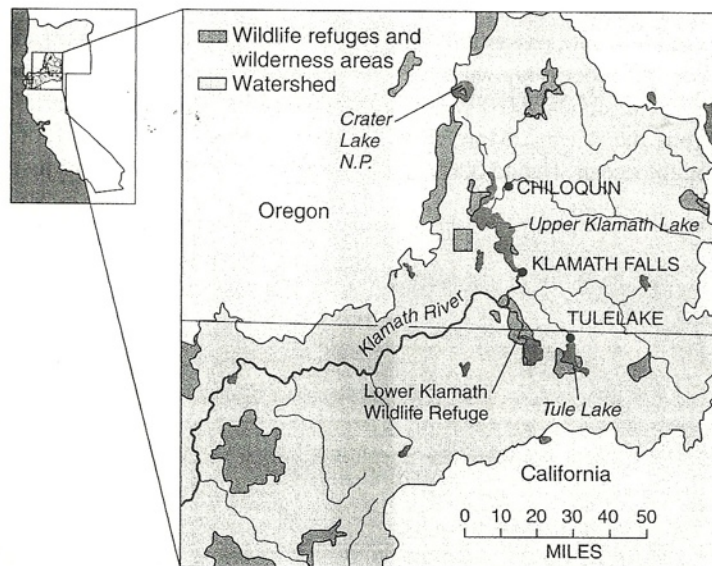 Wildlife refuges and
wilderness areas
Watershed
Crater
Lake
N.P.
CHILOQUIN
Oregon
Upper Klamath Lake
KLAMATH FALLS
Klamath River
TULELAKE
Lower Klamath
Wildlife Refuge
Tule Lake
California
0 10 20 30 40 50
MILES